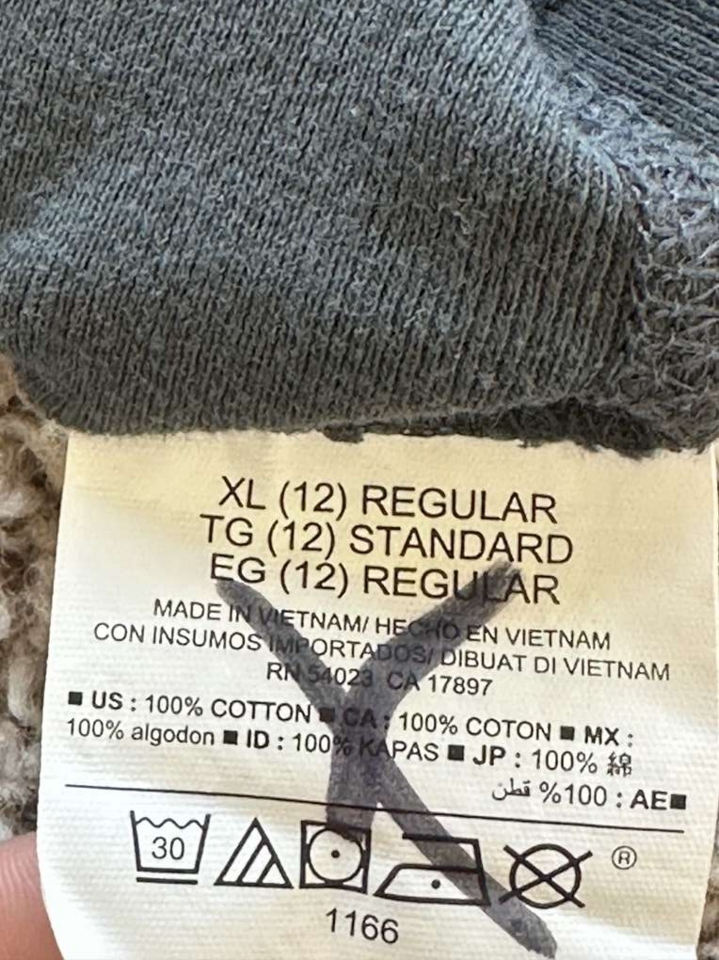 XL (12) REGULAR
TG (12) STANDARD
EG (12) REGULAR
MADE IN VIETNAM/ HECHO EN VIETNAM
CON INSUMOS IMPORTADOS/ DIBUAT DI VIETNAM
RN 54023 CA 17897
■ US : 100% COTTON ■ CA : 100% COTON ■ MX :
100% algodon ■ ID : 100% KAPAS ■ JP : 100% 綿
■AE : 100% قطن
30 ®
1166